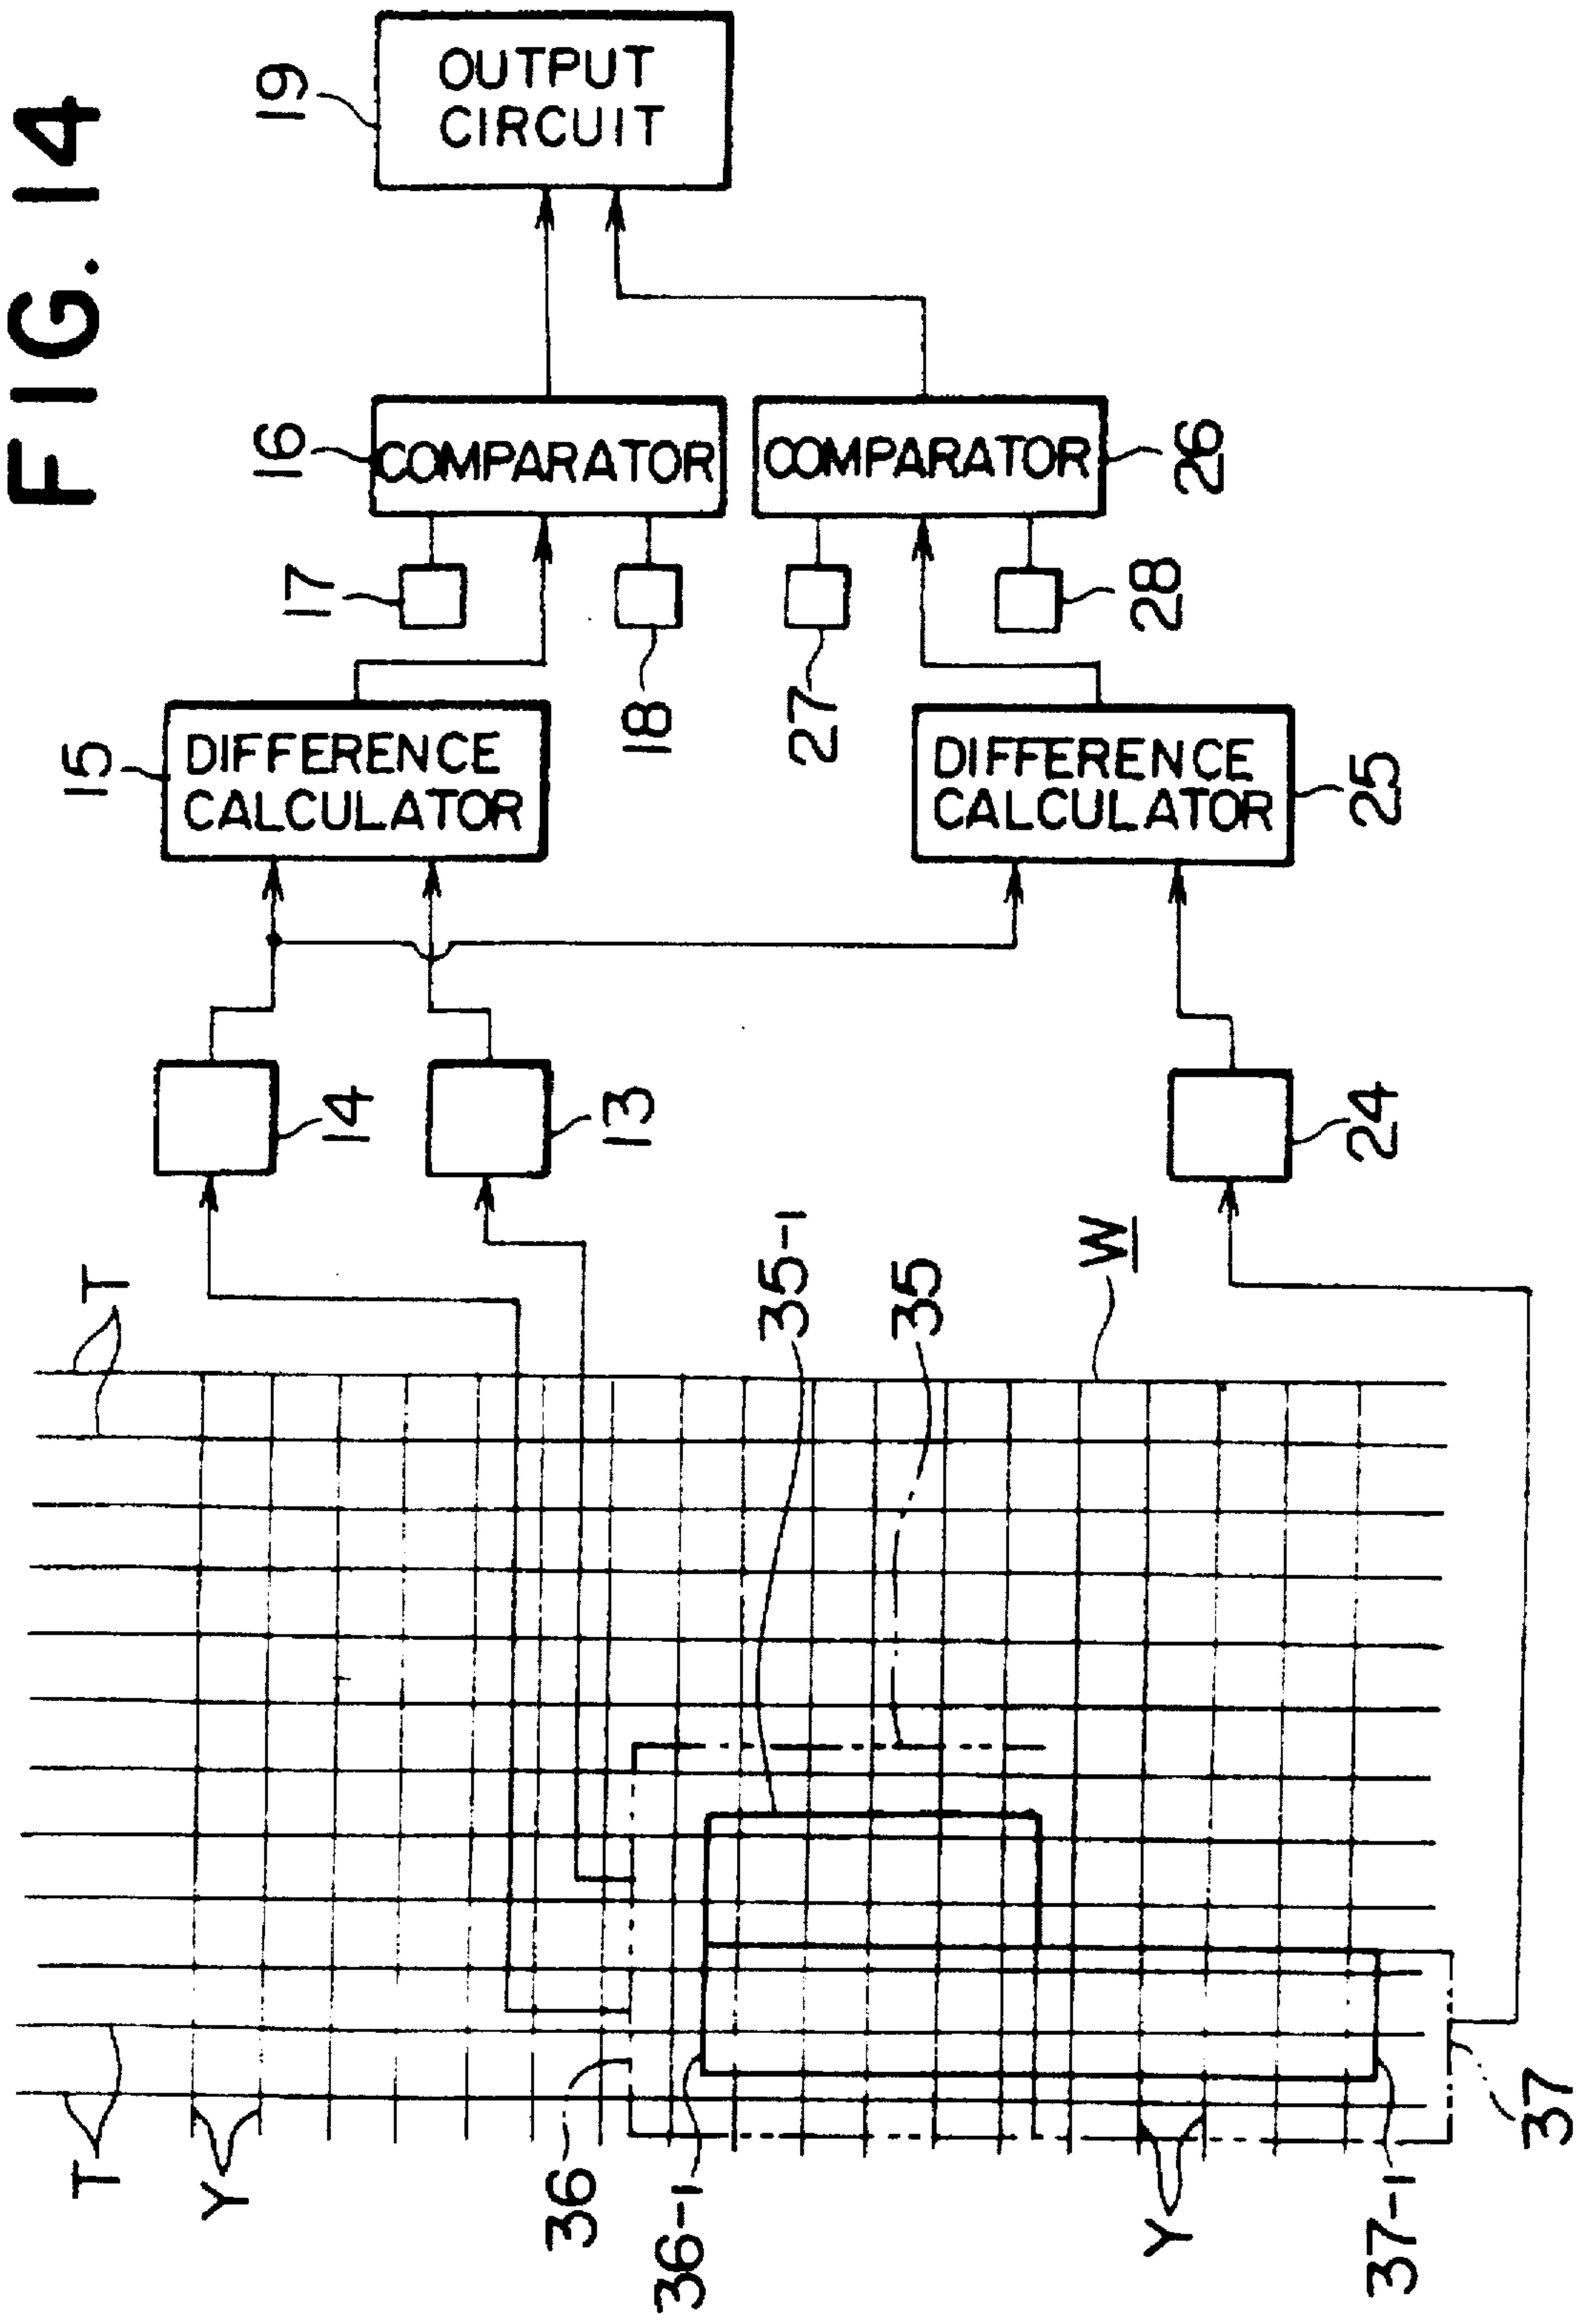 FIG. 14
19
OUTPUT
CIRCUIT
16
COMPARATOR
COMPARATOR
26
17
18
27
28
15
DIFFERENCE
CALCULATOR
DIFFERENCE
CALCULATOR
25
14
13
24
T
35-1
35
W
T
Y
36
36-1
Y
37-1
37